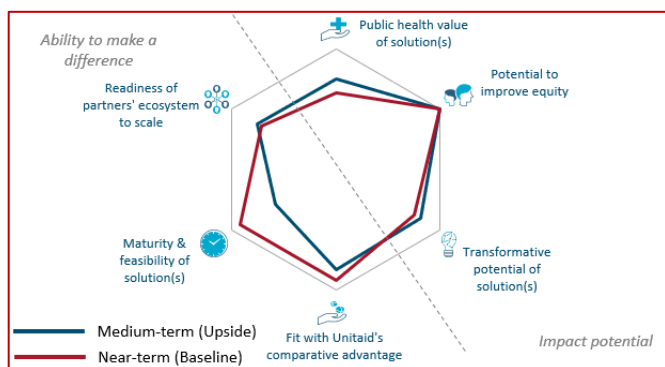 Ability to make a
difference
Public health value
of solution(s)
Readiness of
partners' ecosystem
to scale
Potential to
improve equity
Maturity &
feasibility of
solution(s)
Transformative
potential of
solution(s)
Fit with Unitaid's
comparative advantage
Medium-term (Upside)
Near-term (Baseline)
Impact potential